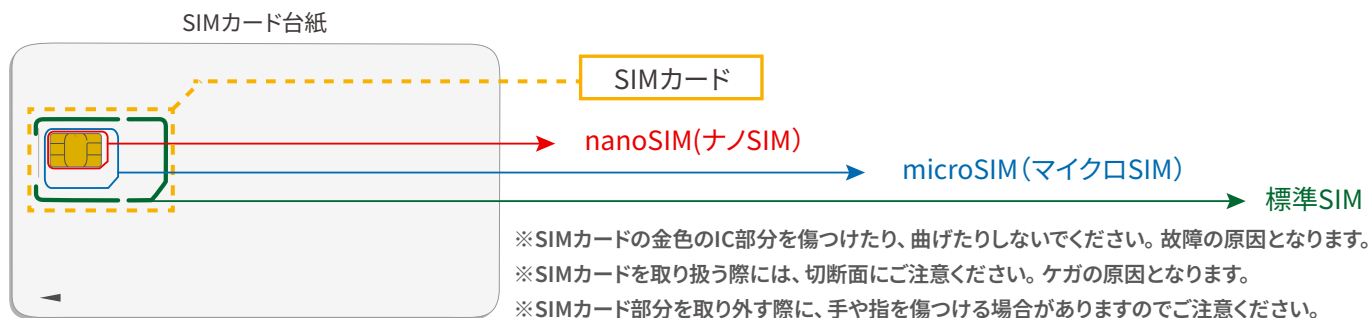 SIMカード台紙
SIMカード
nanoSIM(ナノSIM）
microSIM（マイクロSIM）
標準SIM
※SIMカードの金色のIC部分を傷つけたり、曲げたりしないでください。故障の原因となります。
※SIMカードを取り扱う際には、切断面にご注意ください。ケガの原因となります。
※SIMカード部分を取り外す際に、手や指を傷つける場合がありますのでご注意ください。